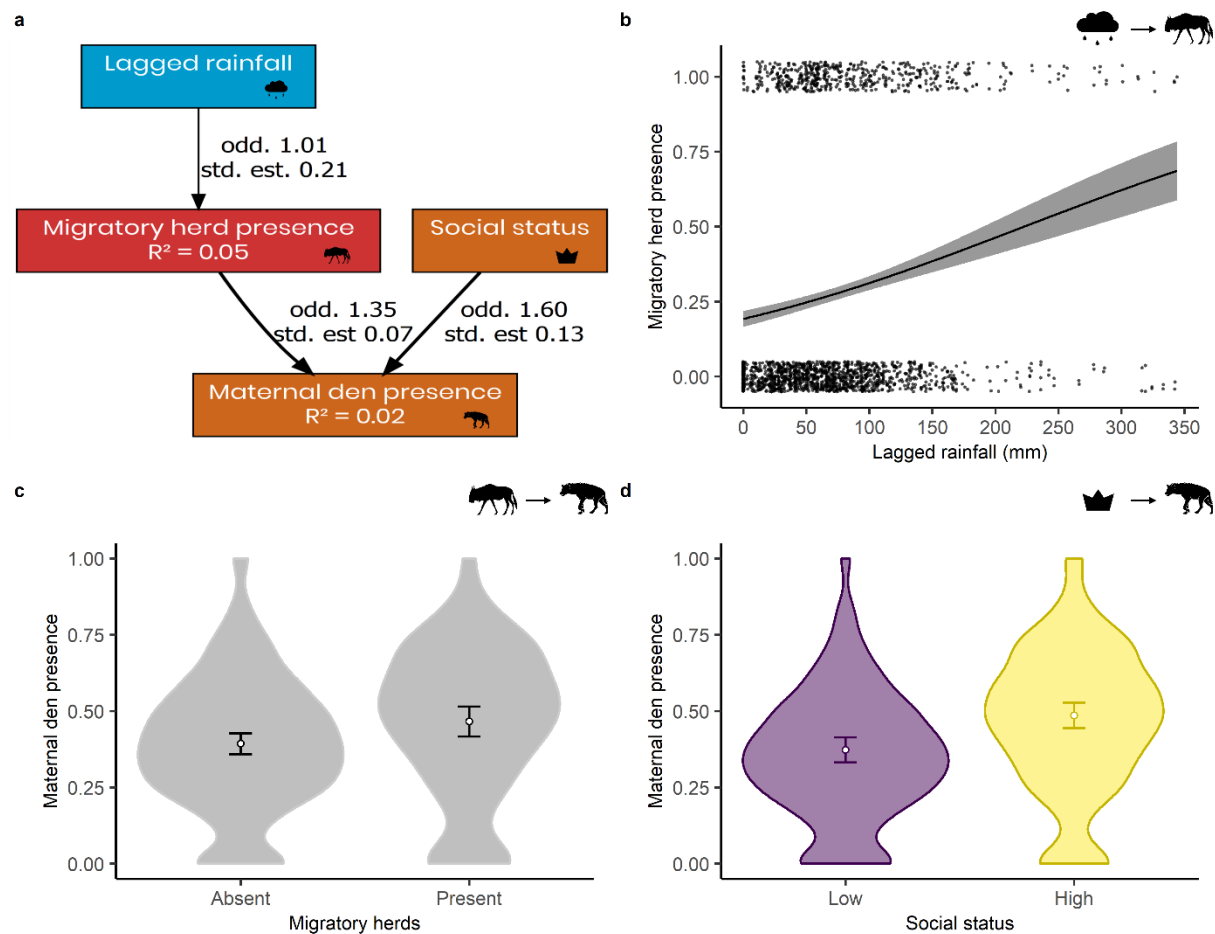 a
Lagged rainfall
odd. 1.01
std. est. 0.21
Migratory herd presence
R² = 0.05
Social status
odd. 1.35
std. est 0.07
odd. 1.60
std. est 0.13
Maternal den presence
R² = 0.02
b
Migratory herd presence
1.00
0.75
0.50
0.25
0.00
0 50 100 150 200 250 300 350
Lagged rainfall (mm)
c
Maternal den presence
1.00
0.75
0.50
0.25
0.00
Absent Present
Migratory herds
d
Maternal den presence
1.00
0.75
0.50
0.25
0.00
Low High
Social status